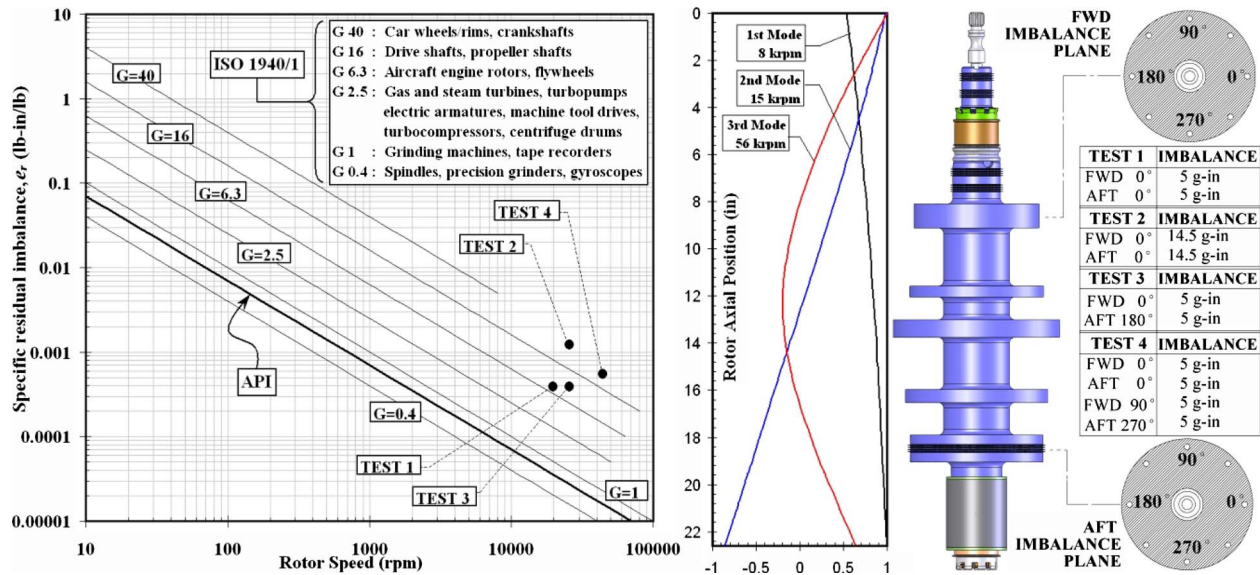 10
1
0.1
0.01
0.001
0.0001
0.00001
Specific residual imbalance, eᵣ (lb-in/lb)
10
100
1000
10000
100000
Rotor Speed (rpm)
ISO 1940/1
G 40 : Car wheels/rims, crankshafts
G 16 : Drive shafts, propeller shafts
G 6.3 : Aircraft engine rotors, flywheels
G 2.5 : Gas and steam turbines, turbopumps
electric armatures, machine tool drives,
turbocompressors, centrifuge drums
G 1 : Grinding machines, tape recorders
G 0.4 : Spindles, precision grinders, gyroscopes
G=40
G=16
G=6.3
G=2.5
G=0.4
G=1
API
TEST 4
TEST 2
TEST 1
TEST 3
0
2
4
6
8
10
12
14
16
18
20
22
Rotor Axial Position (in)
-1
-0.5
0
0.5
1
1st Mode
8 krpm
2nd Mode
15 krpm
3rd Mode
56 krpm
FWD
IMBALANCE
PLANE
90°
180°
0°
270°
TEST 1 IMBALANCE
FWD 0° 5 g-in
AFT 0° 5 g-in
TEST 2 IMBALANCE
FWD 0° 14.5 g-in
AFT 0° 14.5 g-in
TEST 3 IMBALANCE
FWD 0° 5 g-in
AFT 180° 5 g-in
TEST 4 IMBALANCE
FWD 0° 5 g-in
AFT 0° 5 g-in
FWD 90° 5 g-in
AFT 270° 5 g-in
90°
180°
0°
270°
AFT
IMBALANCE
PLANE